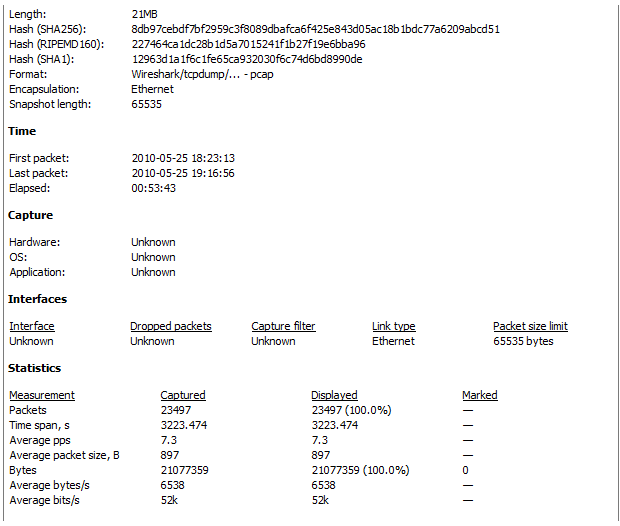 Length: 21MB
Hash (SHA256): 8db97cebdf7bf2959c3f8089dbafca6f425e843d05ac18b1bdc77a6209abcd51
Hash (RIPEMD160): 227464ca1dc28b1d5a7015241f1b27f19e6bba96
Hash (SHA1): 12963d1a1f6c1fe65ca932030f6c74d6bd8990de
Format: Wireshark/tcpdump/... - pcap
Encapsulation: Ethernet
Snapshot length: 65535
Time
First packet: 2010-05-25 18:23:13
Last packet: 2010-05-25 19:16:56
Elapsed: 00:53:43
Capture
Hardware: Unknown
OS: Unknown
Application: Unknown
Interfaces
Interface Dropped packets Capture filter Link type Packet size limit
Unknown Unknown Unknown Ethernet 65535 bytes
Statistics
Measurement Captured Displayed Marked
Packets 23497 23497 (100.0%) —
Time span, s 3223.474 3223.474 —
Average pps 7.3 7.3 —
Average packet size, B 897 897 —
Bytes 21077359 21077359 (100.0%) 0
Average bytes/s 6538 6538 —
Average bits/s 52k 52k —